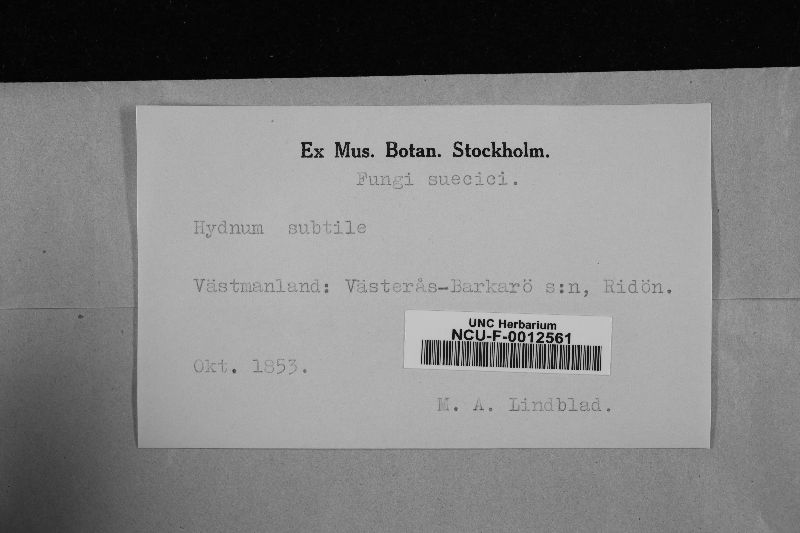 Ex Mus. Botan. Stockholm.
Fungi suecici.
Hydnum subtile
Västmanland: Västerås-Barkarö s:n, Ridön.
UNC Herbarium
NCU-F-0012561
Okt. 1853.
M. A. Lindblad.